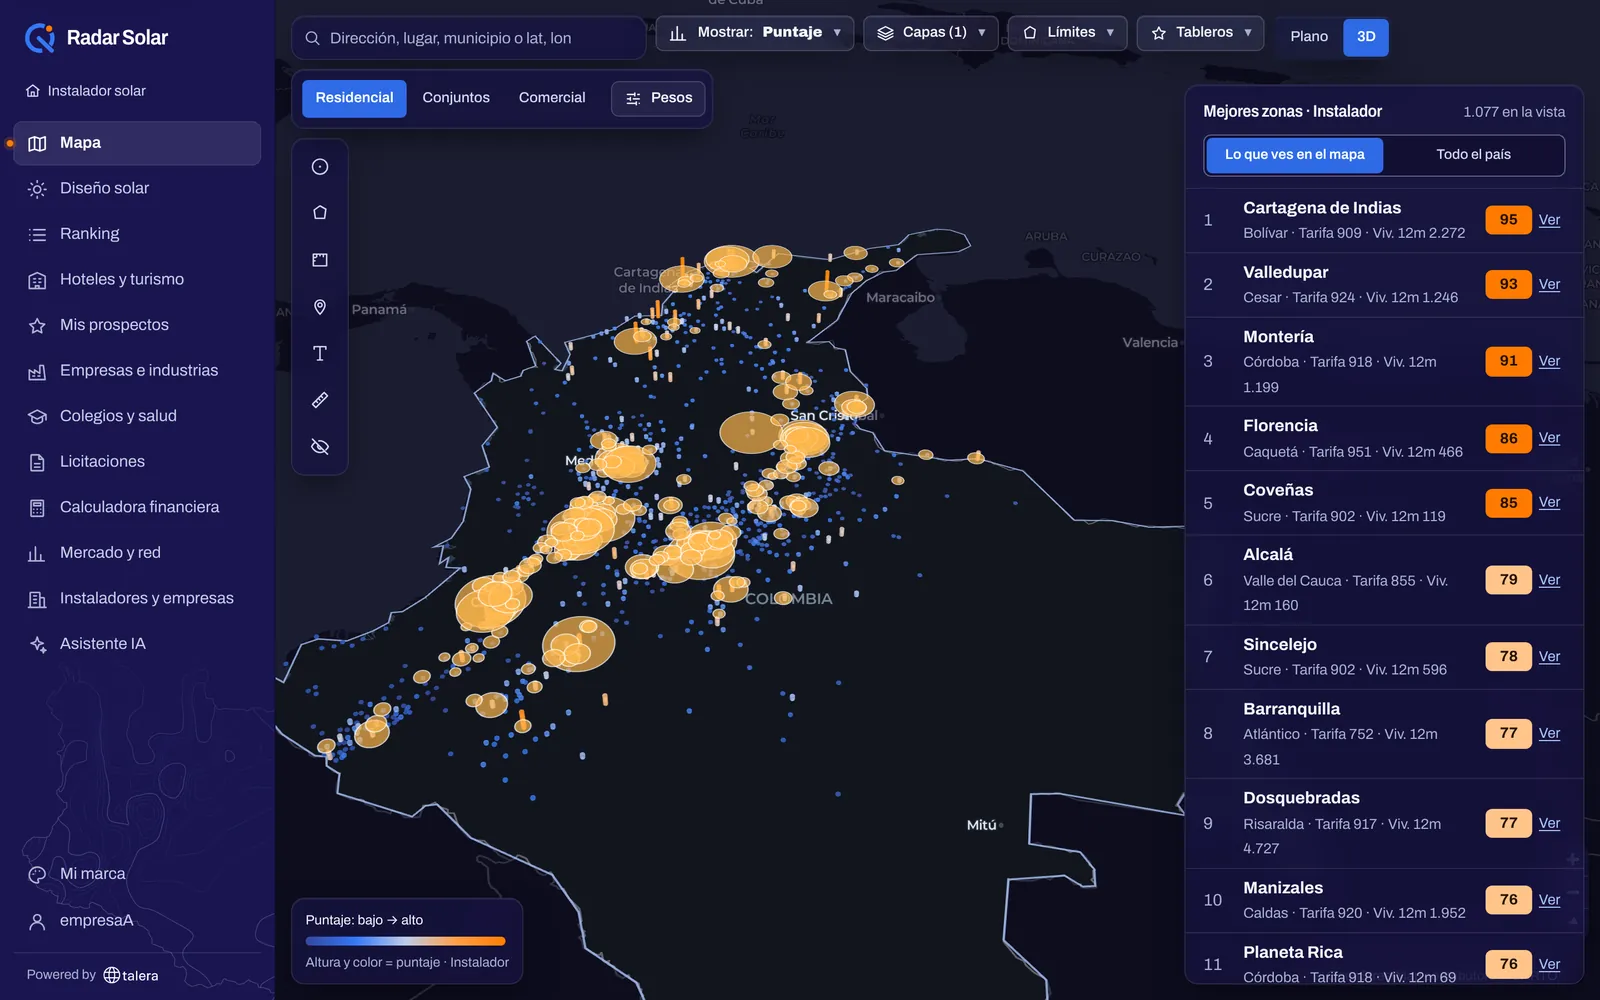 Radar Solar
Instalador solar
Mapa
Diseño solar
Ranking
Hoteles y turismo
Mis prospectos
Empresas e industrias
Colegios y salud
Licitaciones
Calculadora financiera
Mercado y red
Instaladores y empresas
Asistente IA
Mi marca
empresaA
Powered by talera
Dirección, lugar, municipio o lat, lon
Mostrar: Puntaje
Capas (1)
Límites
Tableros
Plano
3D
Residencial
Conjuntos
Comercial
Pesos
de Cuba
Mar
Caribe
ARUBA
CURAZAO
Cartagena
de Indias
Maracaibo
Panamá
Valencia
San Cristóbal
COLOMBIA
Mitú
Puntaje: bajo → alto
Altura y color = puntaje · Instalador
Mejores zonas · Instalador
1.077 en la vista
Lo que ves en el mapa
Todo el país
1
Cartagena de Indias
Bolívar · Tarifa 909 · Viv. 12m 2.272
95
Ver
2
Valledupar
Cesar · Tarifa 924 · Viv. 12m 1.246
93
Ver
3
Montería
Córdoba · Tarifa 918 · Viv. 12m
1.199
91
Ver
4
Florencia
Caquetá · Tarifa 951 · Viv. 12m 466
86
Ver
5
Coveñas
Sucre · Tarifa 902 · Viv. 12m 119
85
Ver
6
Alcalá
Valle del Cauca · Tarifa 855 · Viv.
12m 160
79
Ver
7
Sincelejo
Sucre · Tarifa 902 · Viv. 12m 596
78
Ver
8
Barranquilla
Atlántico · Tarifa 752 · Viv. 12m
3.681
77
Ver
9
Dosquebradas
Risaralda · Tarifa 917 · Viv. 12m
4.727
77
Ver
10
Manizales
Caldas · Tarifa 920 · Viv. 12m 1.952
76
Ver
11
Planeta Rica
Córdoba · Tarifa 918 · Viv. 12m 69
76
Ver